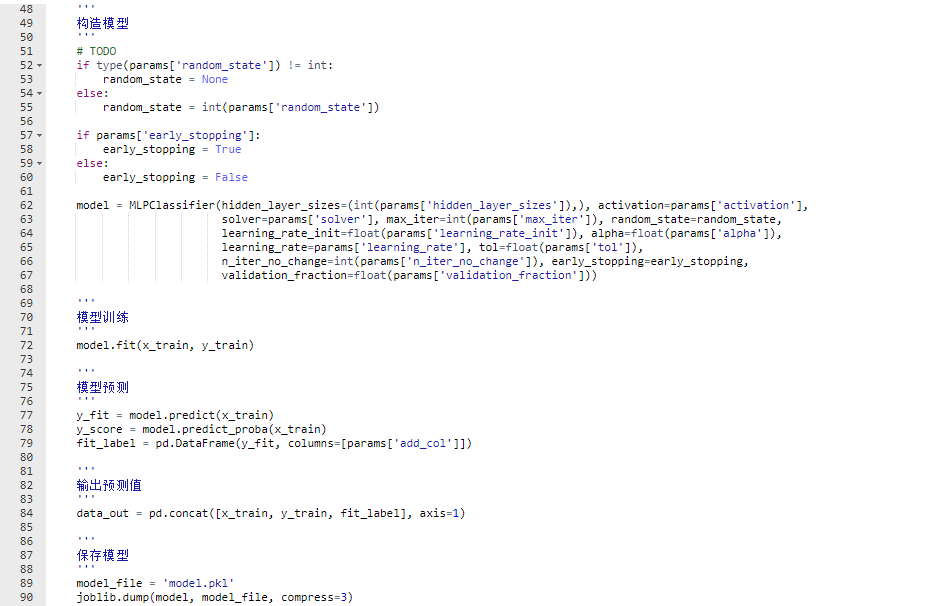 48 '''
49 构造模型
50 '''
51 # TODO
52 if type(params['random_state']) != int:
53 random_state = None
54 else:
55 random_state = int(params['random_state'])
56
57 if params['early_stopping']:
58 early_stopping = True
59 else:
60 early_stopping = False
61
62 model = MLPClassifier(hidden_layer_sizes=(int(params['hidden_layer_sizes']),), activation=params['activation'],
63 solver=params['solver'], max_iter=int(params['max_iter']), random_state=random_state,
64 learning_rate_init=float(params['learning_rate_init']), alpha=float(params['alpha']),
65 learning_rate=params['learning_rate'], tol=float(params['tol']),
66 n_iter_no_change=int(params['n_iter_no_change']), early_stopping=early_stopping,
67 validation_fraction=float(params['validation_fraction']))
68
69 '''
70 模型训练
71 '''
72 model.fit(x_train, y_train)
73
74 '''
75 模型预测
76 '''
77 y_fit = model.predict(x_train)
78 y_score = model.predict_proba(x_train)
79 fit_label = pd.DataFrame(y_fit, columns=[params['add_col']])
80
81 '''
82 输出预测值
83 '''
84 data_out = pd.concat([x_train, y_train, fit_label], axis=1)
85
86 '''
87 保存模型
88 '''
89 model_file = 'model.pkl'
90 joblib.dump(model, model_file, compress=3)